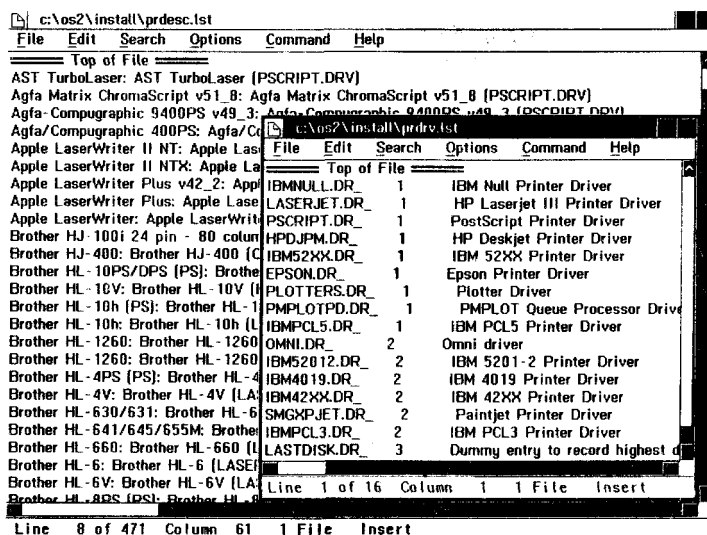 c:\os2\install\prdesc.lst
File Edit Search Options Command Help
===== Top of File =====
AST TurboLaser: AST TurboLaser (PSCRIPT.DRV)
Agfa Matrix ChromaScript v51_8: Agfa Matrix ChromaScript v51_8 (PSCRIPT.DRV)
Agfa-Compugraphic 9400PS v49_3: Agfa-Compugraphic 9400PS v49_3 (PSCRIPT.DRV)
Agfa/Compugraphic 400PS: Agfa/Co
Apple LaserWriter II NT: Apple Las
Apple LaserWriter II NTX: Apple La
Apple LaserWriter Plus v42_2: Appl
Apple LaserWriter Plus: Apple Lase
Apple LaserWriter: Apple LaserWrit
Brother HJ-100i 24 pin - 80 colum
Brother HJ-400: Brother HJ-400 (O
Brother HL-10PS/DPS (PS): Brothe
Brother HL-10V: Brother HL-10V (
Brother HL-10h (PS): Brother HL-1
Brother HL-10h: Brother HL-10h (L
Brother HL-1260: Brother HL-1260
Brother HL-1260: Brother HL-1260
Brother HL-4PS (PS): Brother HL-4
Brother HL-4V: Brother HL-4V (LA
Brother HL-630/631: Brother HL-6
Brother HL-641/645/655M: Brother
Brother HL-660: Brother HL-660 (L
Brother HL-6: Brother HL-6 (LASE
Brother HL-6V: Brother HL-6V (LA
Brother HL-8PS (PS): Brother HL-8
Line 8 of 471 Column 61 1 File Insert
c:\os2\install\prdrv.lst
File Edit Search Options Command Help
===== Top of File =====
IBMNULL.DR_ 1 IBM Null Printer Driver
LASERJET.DR_ 1 HP Laserjet III Printer Driver
PSCRIPT.DR_ 1 PostScript Printer Driver
HPDJPM.DR_ 1 HP Deskjet Printer Driver
IBM52XX.DR_ 1 IBM 52XX Printer Driver
EPSON.DR_ 1 Epson Printer Driver
PLOTTERS.DR_ 1 Plotter Driver
PMPLOTPD.DR_ 1 PMPLOT Queue Processor Drive
IBMPCL5.DR_ 1 IBM PCL5 Printer Driver
OMNI.DR_ 2 Omni driver
IBM52012.DR_ 2 IBM 5201-2 Printer Driver
IBM4019.DR_ 2 IBM 4019 Printer Driver
IBM42XX.DR_ 2 IBM 42XX Printer Driver
SMGXPJET.DR_ 2 Paintjet Printer Driver
IBMPCL3.DR_ 2 IBM PCL3 Printer Driver
LASTDISK.DR_ 3 Dummy entry to record highest d
Line 1 of 16 Column 1 1 File Insert